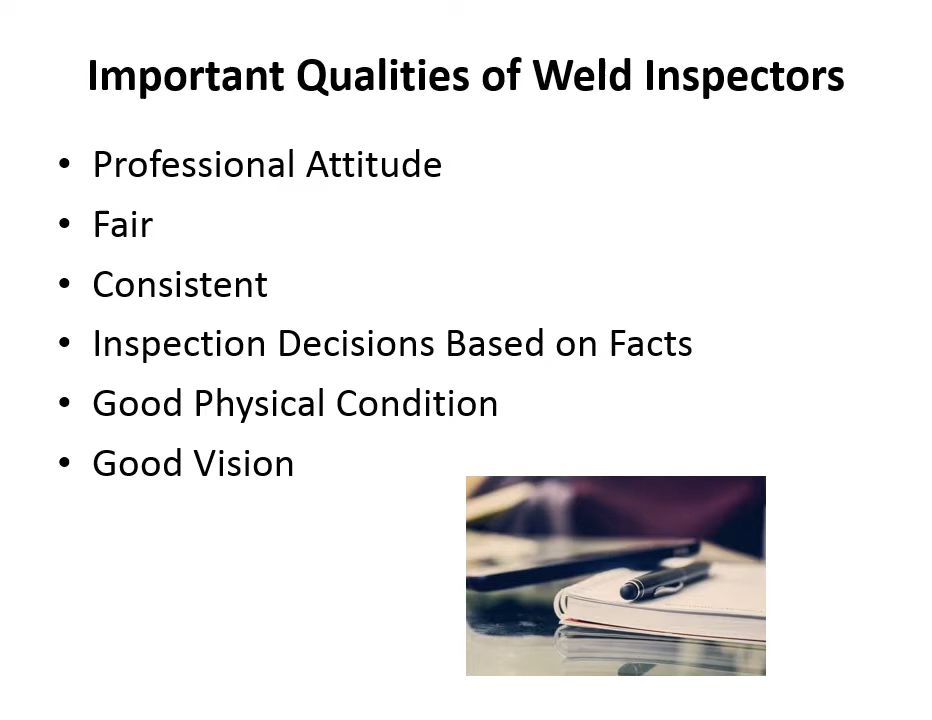 Important Qualities of Weld Inspectors
• Professional Attitude
• Fair
• Consistent
• Inspection Decisions Based on Facts
• Good Physical Condition
• Good Vision